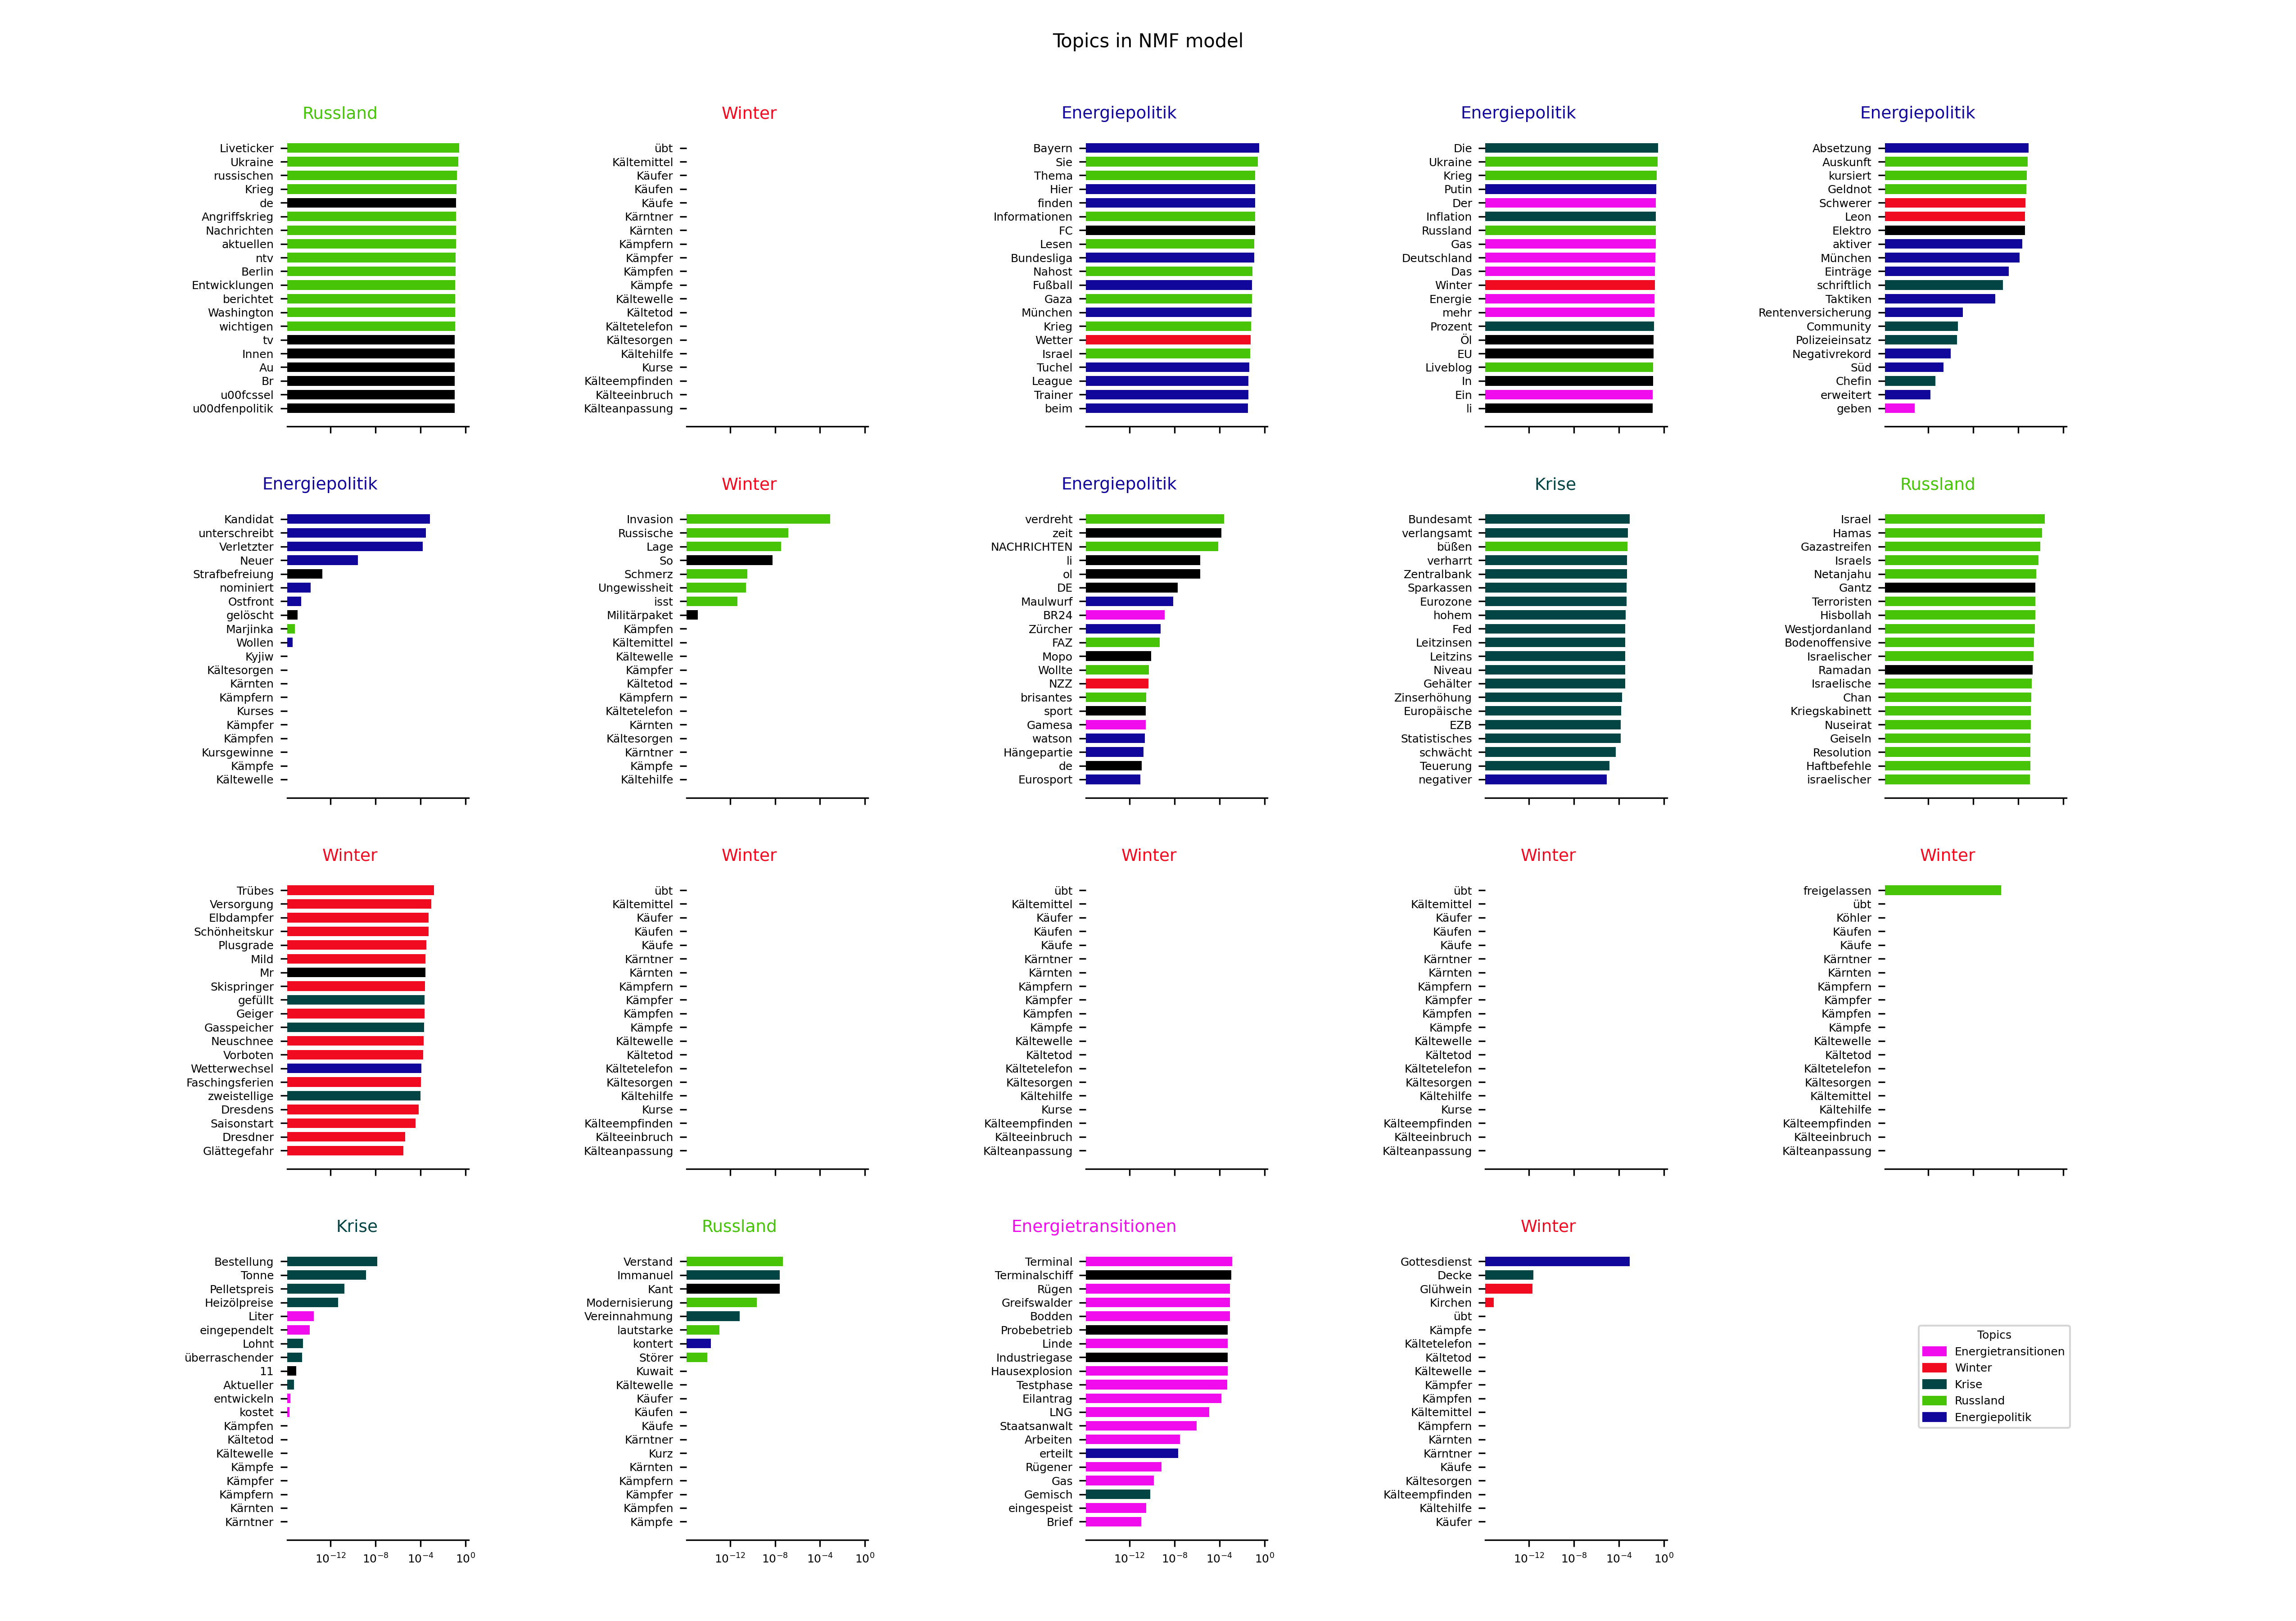 Topics in NMF model
Russland
Liveticker
Ukraine
russischen
Krieg
de
Angriffskrieg
Nachrichten
aktuellen
ntv
Berlin
Entwicklungen
berichtet
Washington
wichtigen
tv
Innen
Au
Br
u00fcssel
u00dfenpolitik
Winter
übt
Kältemittel
Käufer
Käufen
Käufe
Kärntner
Kärnten
Kämpfern
Kämpfer
Kämpfen
Kämpfe
Kältewelle
Kältetod
Kältetelefon
Kältesorgen
Kältehilfe
Kurse
Kälteempfinden
Kälteeinbruch
Kälteanpassung
Energiepolitik
Bayern
Sie
Thema
Hier
finden
Informationen
FC
Lesen
Bundesliga
Nahost
Fußball
Gaza
München
Krieg
Wetter
Israel
Tuchel
League
Trainer
beim
Energiepolitik
Die
Ukraine
Krieg
Putin
Der
Inflation
Russland
Gas
Deutschland
Das
Winter
Energie
mehr
Prozent
Öl
EU
Liveblog
In
Ein
li
Energiepolitik
Absetzung
Auskunft
kursiert
Geldnot
Schwerer
Leon
Elektro
aktiver
München
Einträge
schriftlich
Taktiken
Rentenversicherung
Community
Polizeieinsatz
Negativrekord
Süd
Chefin
erweitert
geben
Energiepolitik
Kandidat
unterschreibt
Verletzter
Neuer
Strafbefreiung
nominiert
Ostfront
gelöscht
Marjinka
Wollen
Kyjiw
Kältesorgen
Kärnten
Kämpfern
Kurses
Kämpfer
Kämpfen
Kursgewinne
Kämpfe
Kältewelle
Winter
Invasion
Russische
Lage
So
Schmerz
Ungewissheit
isst
Militärpaket
Kämpfen
Kältemittel
Kältewelle
Kämpfer
Kältetod
Kämpfern
Kältetelefon
Kärnten
Kältesorgen
Kärntner
Kämpfe
Kältehilfe
Energiepolitik
verdreht
zeit
NACHRICHTEN
li
ol
DE
Maulwurf
BR24
Zürcher
FAZ
Mopo
Wollte
NZZ
brisantes
sport
Gamesa
watson
Hängepartie
de
Eurosport
Krise
Bundesamt
verlangsamt
büßen
verharrt
Zentralbank
Sparkassen
Eurozone
hohem
Fed
Leitzinsen
Leitzins
Niveau
Gehälter
Zinserhöhung
Europäische
EZB
Statistisches
schwächt
Teuerung
negativer
Russland
Israel
Hamas
Gazastreifen
Israels
Netanjahu
Gantz
Terroristen
Hisbollah
Westjordanland
Bodenoffensive
Israelischer
Ramadan
Israelische
Chan
Kriegskabinett
Nuseirat
Geiseln
Resolution
Haftbefehle
israelischer
Winter
Trübes
Versorgung
Elbdampfer
Schönheitskur
Plusgrade
Mild
Mr
Skispringer
gefüllt
Geiger
Gasspeicher
Neuschnee
Vorboten
Wetterwechsel
Faschingsferien
zweistellige
Dresdens
Saisonstart
Dresdner
Glättegefahr
Winter
übt
Kältemittel
Käufer
Käufen
Käufe
Kärntner
Kärnten
Kämpfern
Kämpfer
Kämpfen
Kämpfe
Kältewelle
Kältetod
Kältetelefon
Kältesorgen
Kältehilfe
Kurse
Kälteempfinden
Kälteeinbruch
Kälteanpassung
Winter
übt
Kältemittel
Käufer
Käufen
Käufe
Kärntner
Kärnten
Kämpfern
Kämpfer
Kämpfen
Kämpfe
Kältewelle
Kältetod
Kältetelefon
Kältesorgen
Kältehilfe
Kurse
Kälteempfinden
Kälteeinbruch
Kälteanpassung
Winter
übt
Kältemittel
Käufer
Käufen
Käufe
Kärntner
Kärnten
Kämpfern
Kämpfer
Kämpfen
Kämpfe
Kältewelle
Kältetod
Kältetelefon
Kältesorgen
Kältehilfe
Kurse
Kälteempfinden
Kälteeinbruch
Kälteanpassung
Winter
freigelassen
übt
Köhler
Käufen
Käufe
Kärntner
Kärnten
Kämpfern
Kämpfer
Kämpfen
Kämpfe
Kältewelle
Kältetod
Kältetelefon
Kältesorgen
Kältemittel
Kältehilfe
Kälteempfinden
Kälteeinbruch
Kälteanpassung
Krise
Bestellung
Tonne
Pelletspreis
Heizölpreise
Liter
eingependelt
Lohnt
überraschender
11
Aktueller
entwickeln
kostet
Kämpfen
Kältetod
Kältewelle
Kämpfe
Kämpfer
Kämpfern
Kärnten
Kärntner
10⁻¹² 10⁻⁸ 10⁻⁴ 10⁰
Russland
Verstand
Immanuel
Kant
Modernisierung
Vereinnahmung
lautstarke
kontert
Störer
Kuwait
Kältewelle
Käufer
Käufen
Käufe
Kärntner
Kurz
Kärnten
Kämpfern
Kämpfer
Kämpfen
Kämpfe
10⁻¹² 10⁻⁸ 10⁻⁴ 10⁰
Energietransitionen
Terminal
Terminalschiff
Rügen
Greifswalder
Bodden
Probebetrieb
Linde
Industriegase
Hausexplosion
Testphase
Eilantrag
LNG
Staatsanwalt
Arbeiten
erteilt
Rügener
Gas
Gemisch
eingespeist
Brief
10⁻¹² 10⁻⁸ 10⁻⁴ 10⁰
Winter
Gottesdienst
Decke
Glühwein
Kirchen
übt
Kämpfe
Kältetelefon
Kältetod
Kältewelle
Kämpfer
Kämpfen
Kältemittel
Kämpfern
Kärnten
Kärntner
Käufe
Kältesorgen
Kälteempfinden
Kältehilfe
Käufer
10⁻¹² 10⁻⁸ 10⁻⁴ 10⁰
Topics
Energietransitionen
Winter
Krise
Russland
Energiepolitik